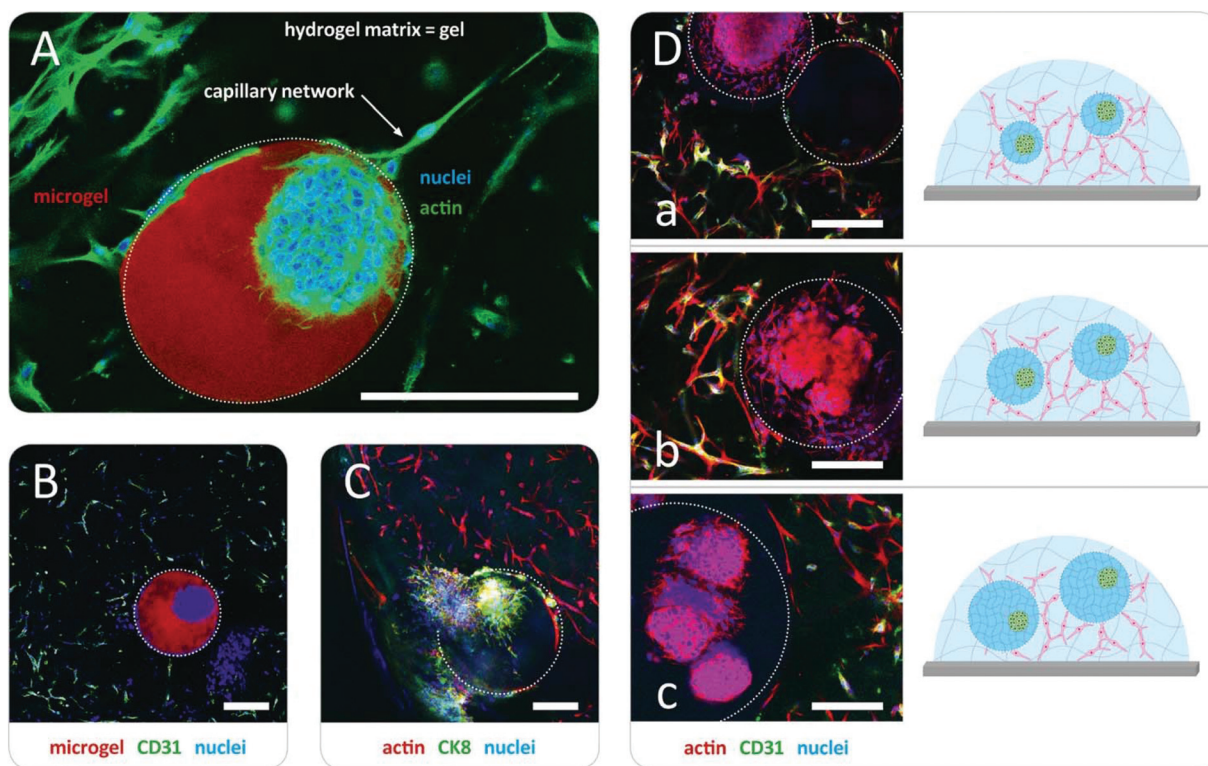 A
hydrogel matrix = gel
capillary network
microgel
nuclei
actin
B
microgel CD31 nuclei
C
actin CK8 nuclei
D
a
b
c
actin CD31 nuclei